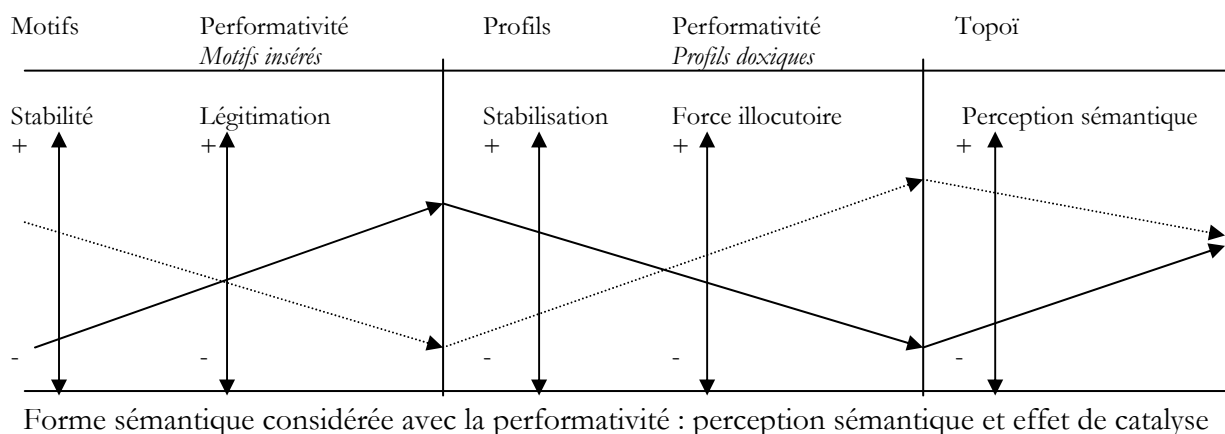 Motifs Performativité Profils Performativité Topoï
Motifs insérés Profils doxiques
Stabilité Légitimation Stabilisation Force illocutoire Perception sémantique
+ + + + +
- - - - -
Forme sémantique considérée avec la performativité : perception sémantique et effet de catalyse